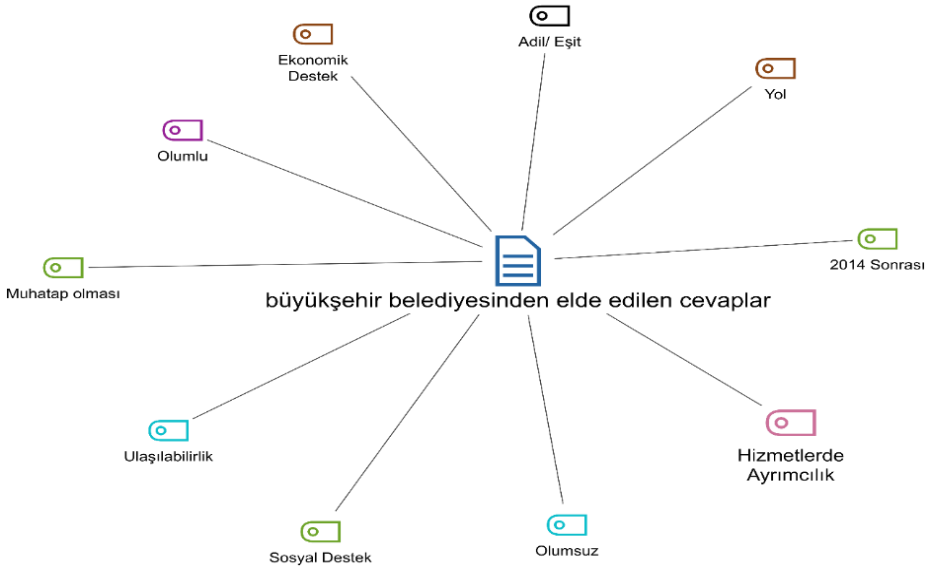 Adil/ Eşit
Ekonomik
Destek
Yol
Olumlu
2014 Sonrası
Muhatap olması
büyükşehir belediyesinden elde edilen cevaplar
Ulaşılabilirlik
Hizmetlerde
Ayrımcılık
Sosyal Destek
Olumsuz